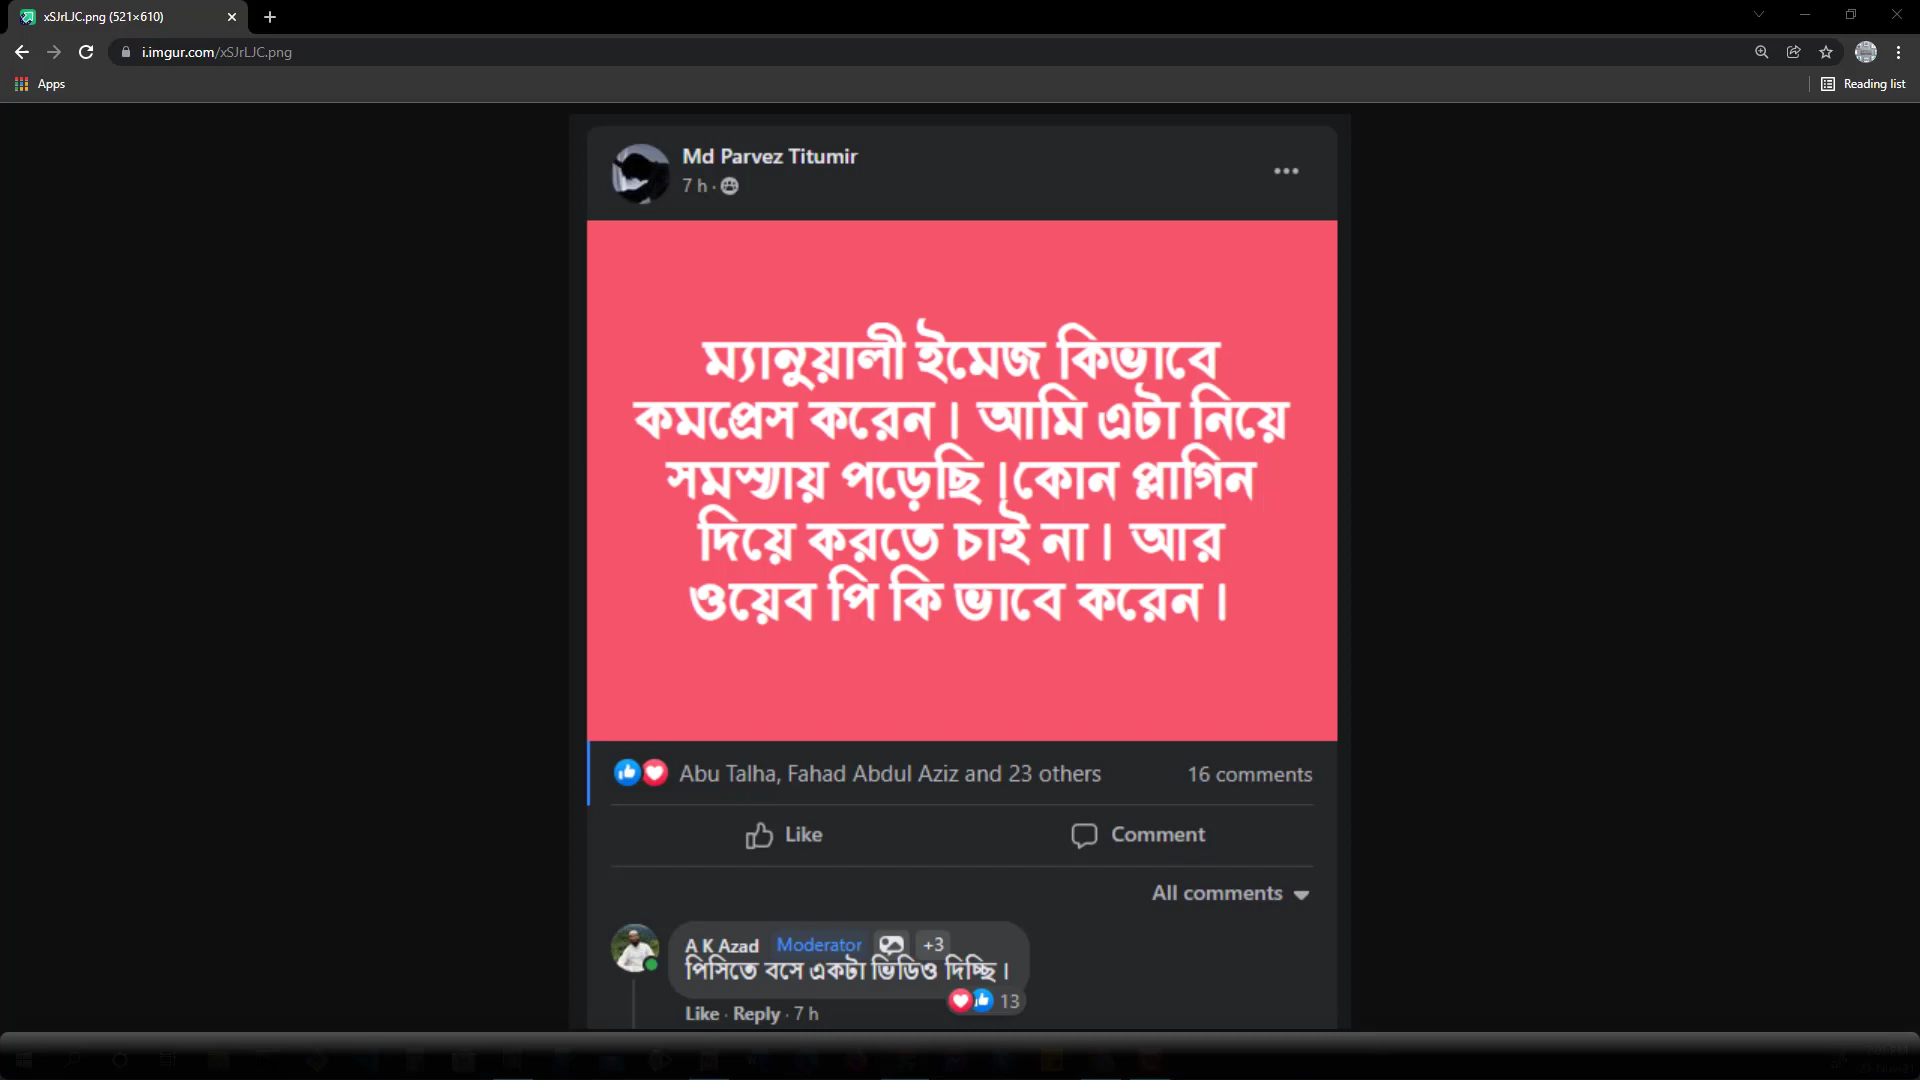 xSJrLJC.png (521×610)
i.imgur.com/xSJrLJC.png
Apps
Reading list
Md Parvez Titumir
7 h ·
ম্যানুয়ালী ইমেজ কিভাবে
কমপ্রেস করেন। আমি এটা নিয়ে
সমস্যায় পড়েছি।কোন প্লাগিন
দিয়ে করতে চাই না। আর
ওয়েব পি কি ভাবে করেন।
Abu Talha, Fahad Abdul Aziz and 23 others
16 comments
Like
Comment
All comments
A K Azad Moderator +3
পিসিতে বসে একটা ভিডিও দিচ্ছি।
13
Like · Reply · 7 h